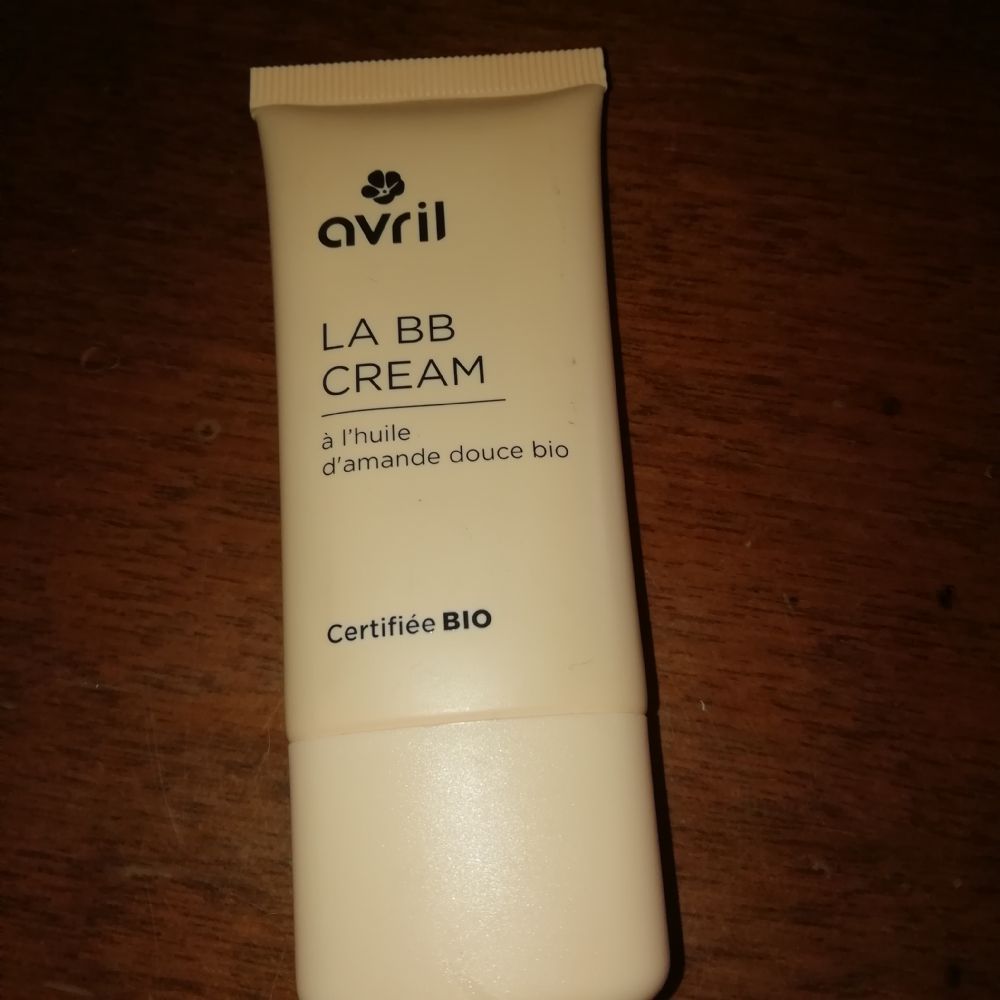 avril
LA BB
CREAM
à l'huile
d'amande douce bio
Certifiée BIO